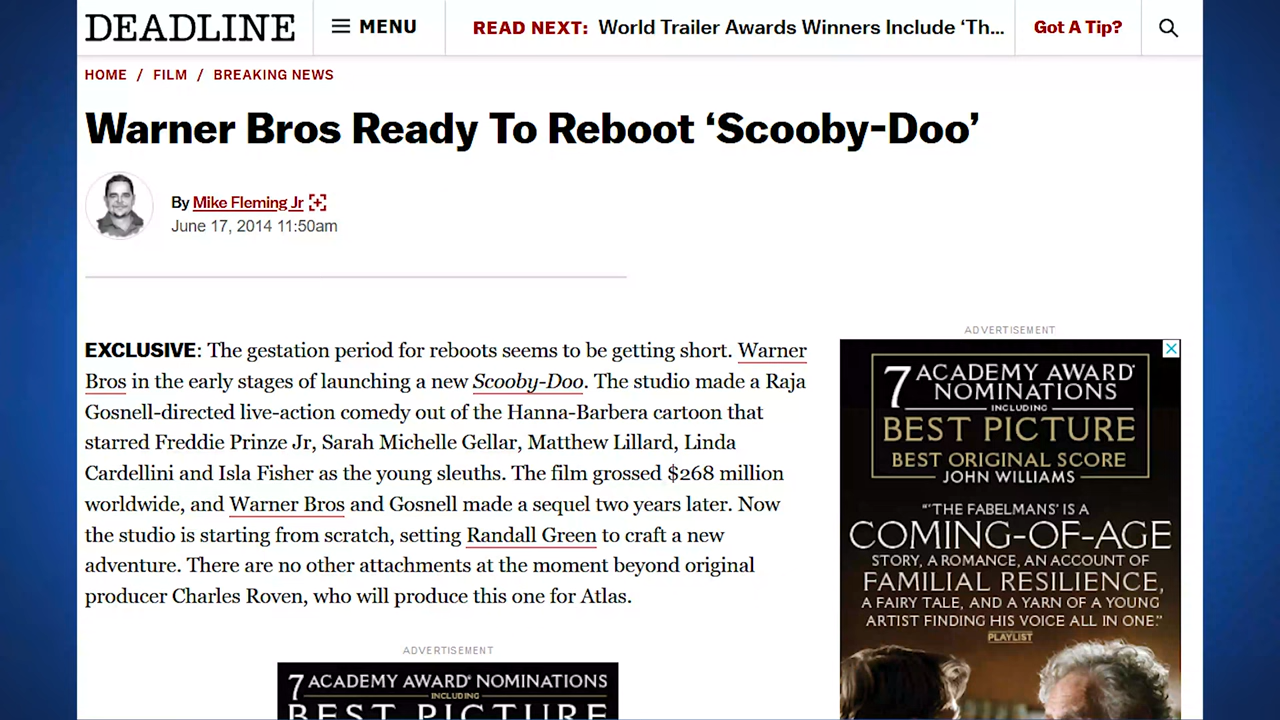 DEADLINE
MENU
READ NEXT: World Trailer Awards Winners Include ‘Th...
Got A Tip?
HOME / FILM / BREAKING NEWS
Warner Bros Ready To Reboot ‘Scooby-Doo’
By Mike Fleming Jr
June 17, 2014 11:50am
EXCLUSIVE: The gestation period for reboots seems to be getting short. Warner
Bros in the early stages of launching a new Scooby-Doo. The studio made a Raja
Gosnell-directed live-action comedy out of the Hanna-Barbera cartoon that
starred Freddie Prinze Jr, Sarah Michelle Gellar, Matthew Lillard, Linda
Cardellini and Isla Fisher as the young sleuths. The film grossed $268 million
worldwide, and Warner Bros and Gosnell made a sequel two years later. Now
the studio is starting from scratch, setting Randall Green to craft a new
adventure. There are no other attachments at the moment beyond original
producer Charles Roven, who will produce this one for Atlas.
ADVERTISEMENT
7 ACADEMY AWARD® NOMINATIONS
INCLUDING
BEST PICTURE
ADVERTISEMENT
7 ACADEMY AWARD®
NOMINATIONS
INCLUDING
BEST PICTURE
BEST ORIGINAL SCORE
JOHN WILLIAMS
“‘THE FABELMANS’ IS A
COMING-OF-AGE
STORY, A ROMANCE, AN ACCOUNT OF
FAMILIAL RESILIENCE,
A FAIRY TALE, AND A YARN OF A YOUNG
ARTIST FINDING HIS VOICE ALL IN ONE.”
PLAYLIST